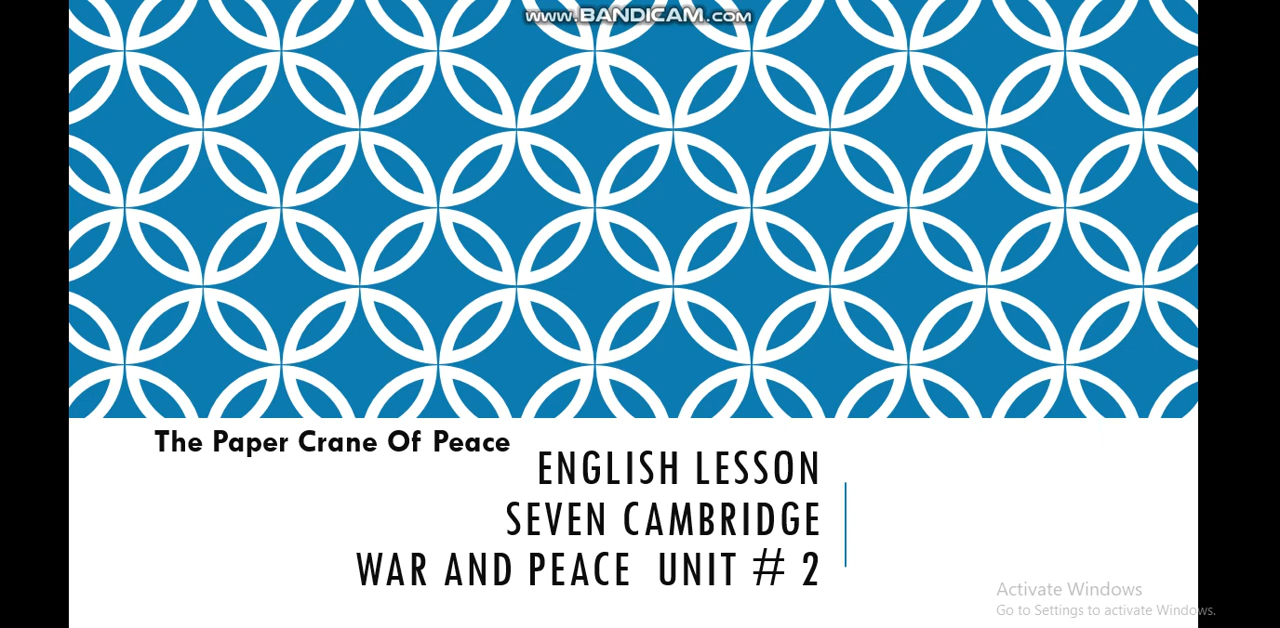 www.BANDICAM.com
The Paper Crane Of Peace
ENGLISH LESSON
SEVEN CAMBRIDGE
WAR AND PEACE UNIT # 2
Activate Windows
Go to Settings to activate Windows.